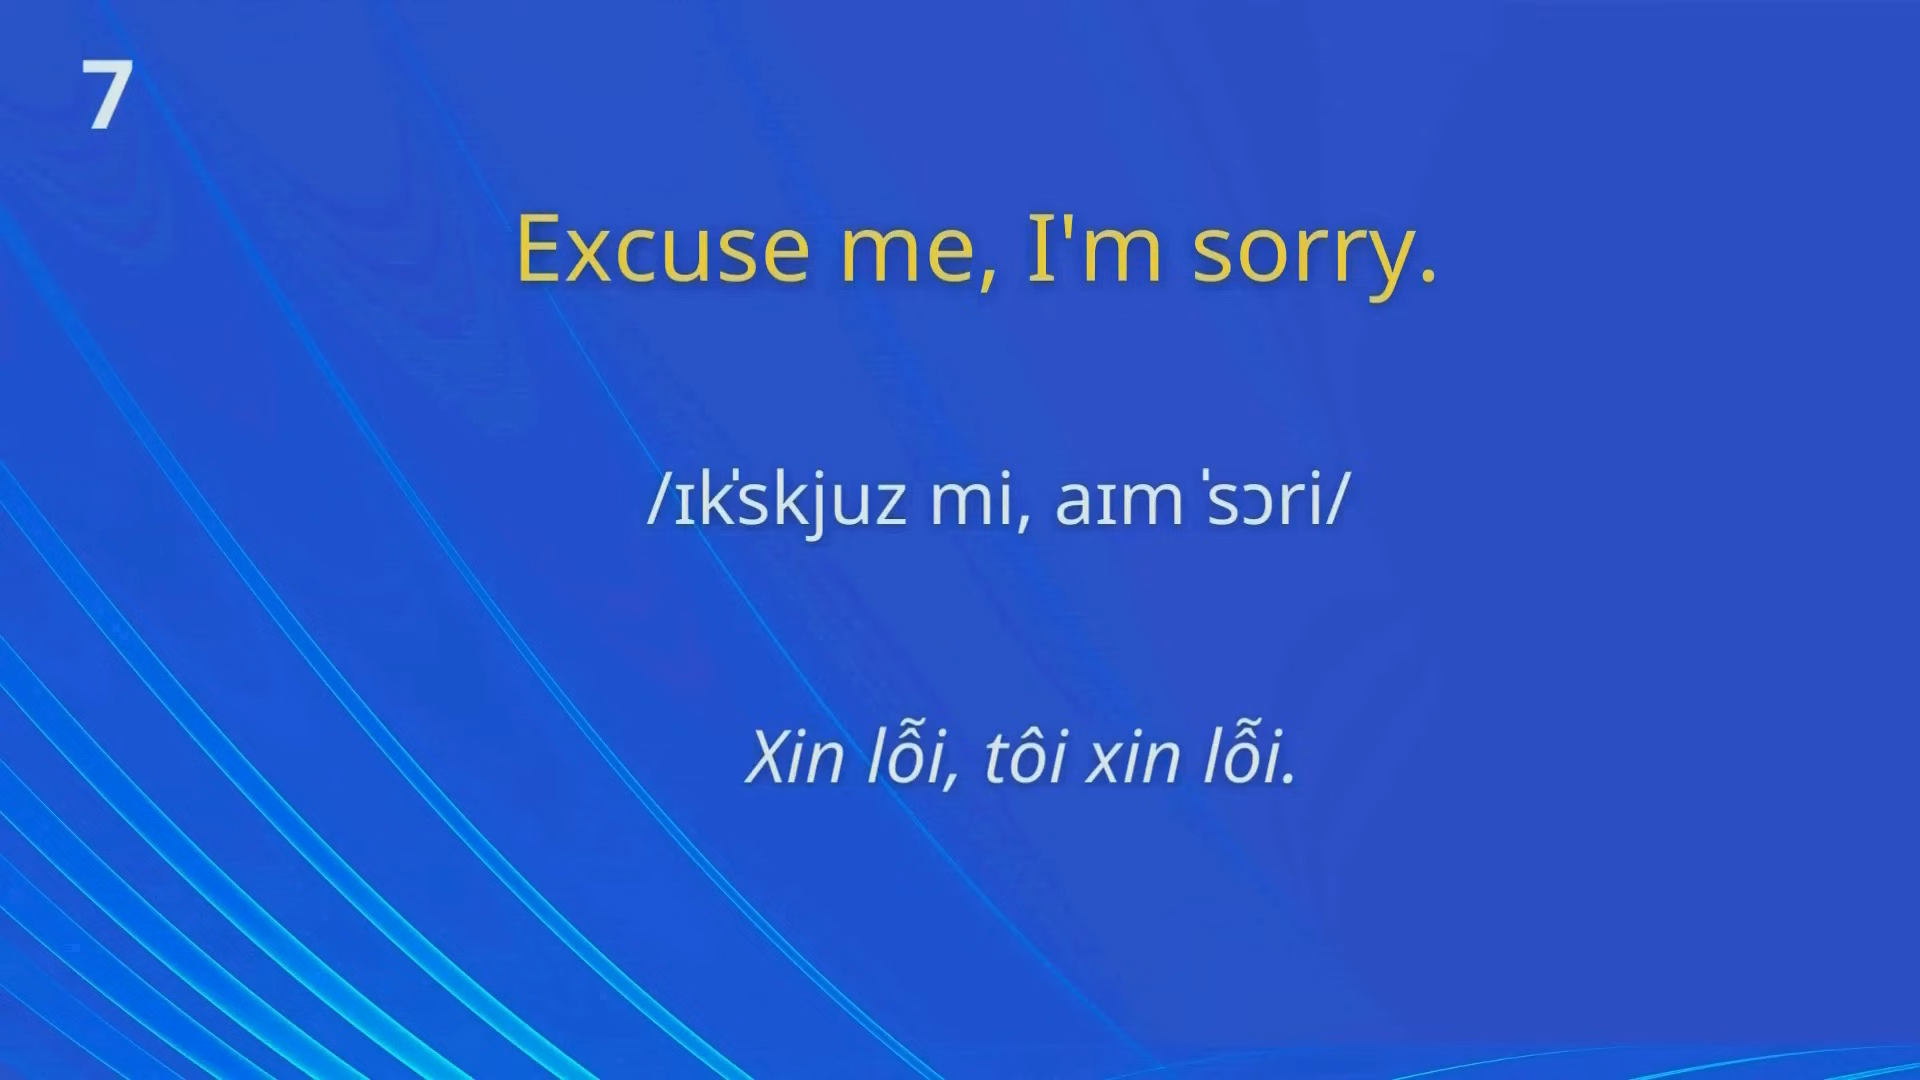 7
Excuse me, I'm sorry.
/ɪkˈskjuz mi, aɪm ˈsɔri/
Xin lỗi, tôi xin lỗi.